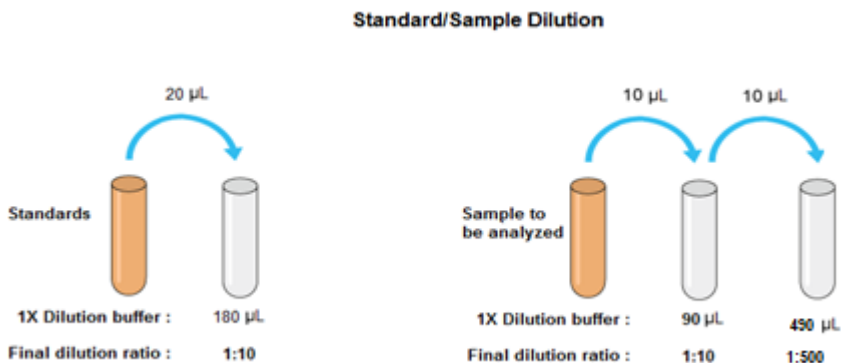 Standard/Sample Dilution
20 µL
Standards
1X Dilution buffer : 180 µL
Final dilution ratio : 1:10
10 µL 10 µL
Sample to
be analyzed
1X Dilution buffer : 90 µL 490 µL
Final dilution ratio : 1:10 1:500